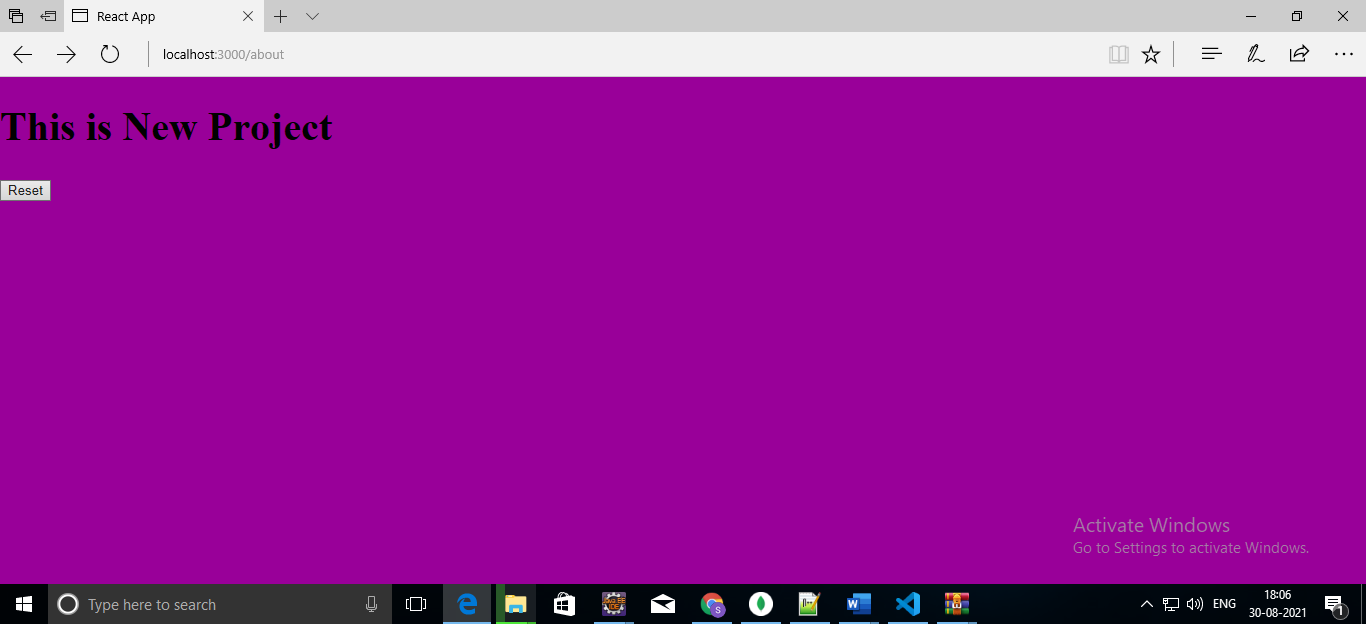 React App
localhost:3000/about
This is New Project
Reset
Activate Windows
Go to Settings to activate Windows.
Type here to search
ENG
18:06
30-08-2021
1